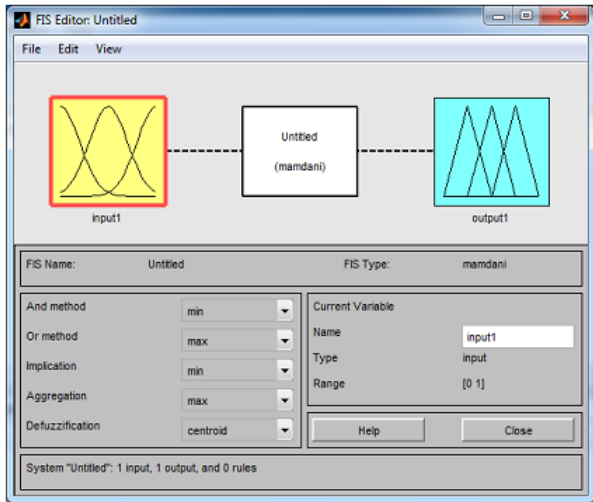 FIS Editor: Untitled
File Edit View
Untitled
(mamdani)
input1
output1
FIS Name: Untitled FIS Type: mamdani
And method min
Or method max
Implication min
Aggregation max
Defuzzification centroid
Current Variable
Name input1
Type input
Range [0 1]
Help Close
System "Untitled": 1 input, 1 output, and 0 rules